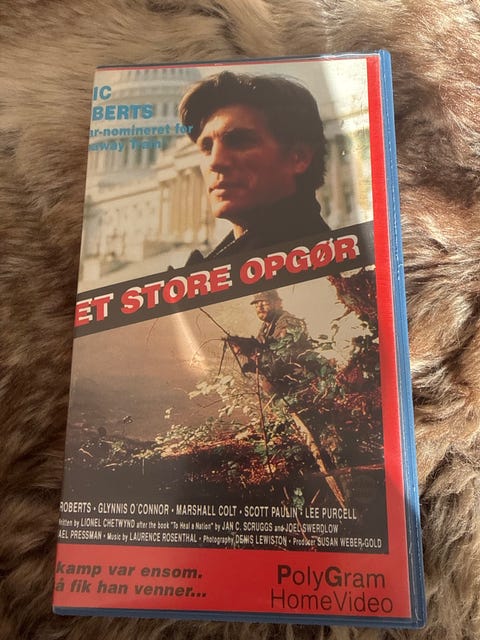 IC
BERTS
ar-nomineret for
away Train
ET STORE OPGØR
ROBERTS · GLYNNIS O'CONNOR · MARSHALL COLT · SCOTT PAULIN · LEE PURCELL
ritten by LIONEL CHETWYND after the book "To Heal a Nation" by JAN C. SCRUGGS and JOEL SWERDLOW
AEL PRESSMAN · Music by LAURENCE ROSENTHAL · Photography DENIS LEWISTON · Producer SUSAN WEBER-GOLD
kamp var ensom.
å fik han venner...
PolyGram
HomeVideo